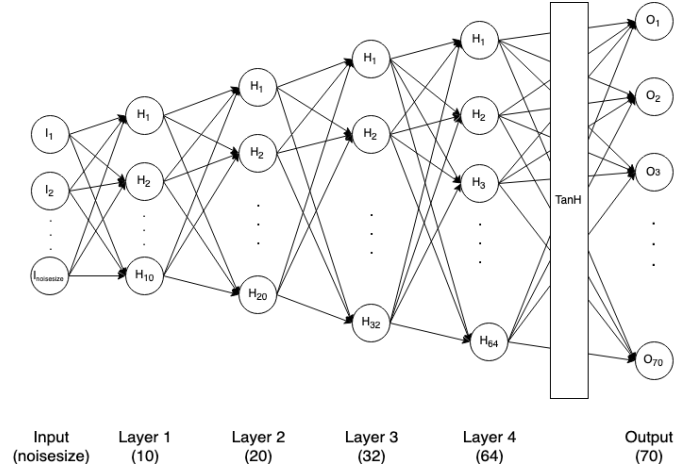 I1
I2
Inoisesize
H1
H2
H10
H1
H2
H20
H1
H2
H32
H1
H2
H3
H64
TanH
O1
O2
O3
O70
Input
(noisesize)
Layer 1
(10)
Layer 2
(20)
Layer 3
(32)
Layer 4
(64)
Output
(70)